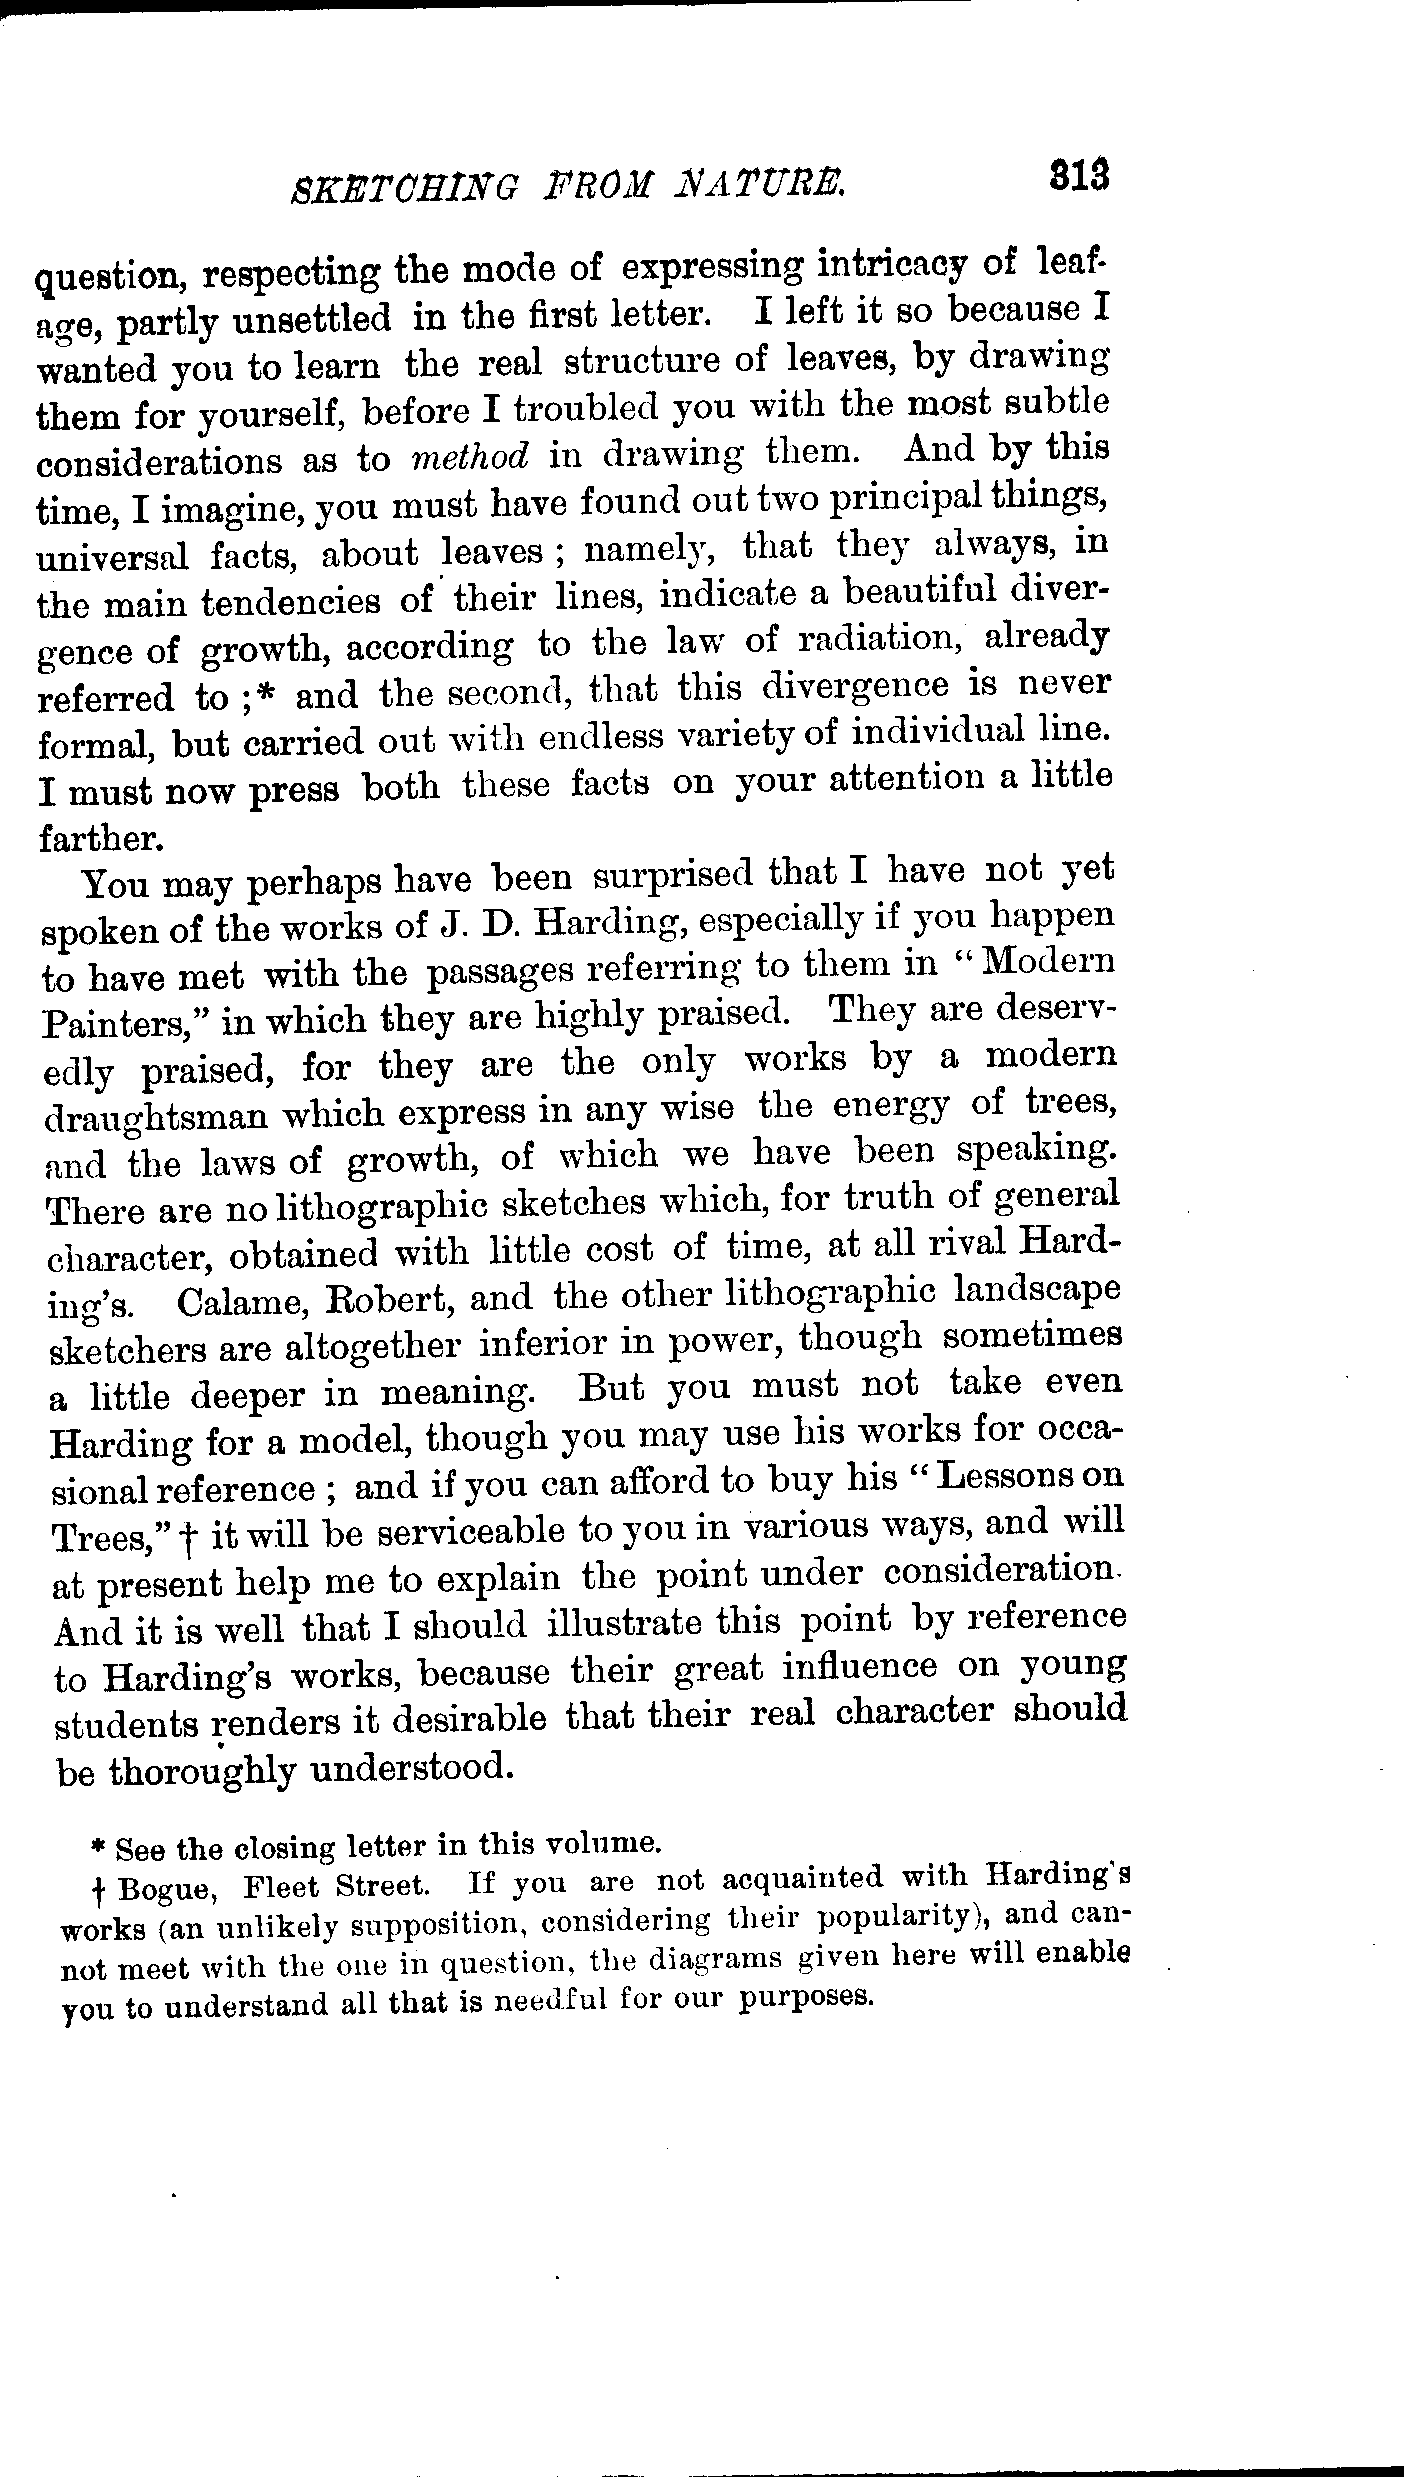 SKETCHING FROM NATURE. 313
question, respecting the mode of expressing intricacy of leaf-
age, partly unsettled in the first letter. I left it so because I
wanted you to learn the real structure of leaves, by drawing
them for yourself, before I troubled you with the most subtle
considerations as to method in drawing them. And by this
time, I imagine, you must have found out two principal things,
universal facts, about leaves ; namely, that they always, in
the main tendencies of their lines, indicate a beautiful diver-
gence of growth, according to the law of radiation, already
referred to ;* and the second, that this divergence is never
formal, but carried out with endless variety of individual line.
I must now press both these facts on your attention a little
farther.
You may perhaps have been surprised that I have not yet
spoken of the works of J. D. Harding, especially if you happen
to have met with the passages referring to them in “Modern
Painters,” in which they are highly praised. They are deserv-
edly praised, for they are the only works by a modern
draughtsman which express in any wise the energy of trees,
and the laws of growth, of which we have been speaking.
There are no lithographic sketches which, for truth of general
character, obtained with little cost of time, at all rival Hard-
ing’s. Calame, Robert, and the other lithographic landscape
sketchers are altogether inferior in power, though sometimes
a little deeper in meaning. But you must not take even
Harding for a model, though you may use his works for occa-
sional reference ; and if you can afford to buy his “Lessons on
Trees,” † it will be serviceable to you in various ways, and will
at present help me to explain the point under consideration.
And it is well that I should illustrate this point by reference
to Harding’s works, because their great influence on young
students renders it desirable that their real character should
be thoroughly understood.
* See the closing letter in this volume.
† Bogue, Fleet Street. If you are not acquainted with Harding’s
works (an unlikely supposition, considering their popularity), and can-
not meet with the one in question, the diagrams given here will enable
you to understand all that is needful for our purposes.